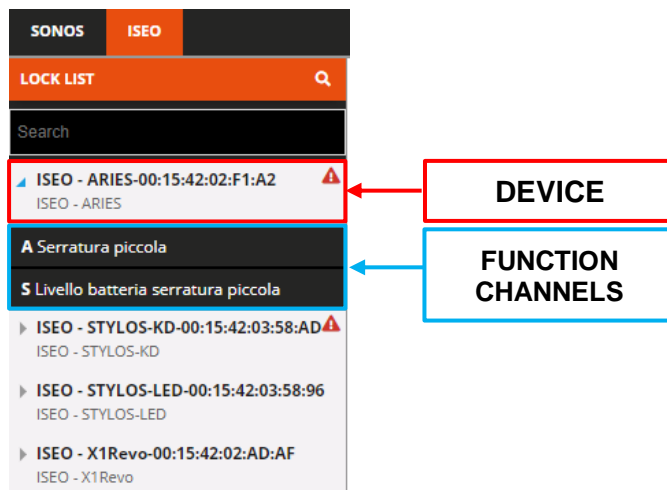 SONOS ISEO
LOCK LIST
Search
ISEO - ARIES-00:15:42:02:F1:A2
ISEO - ARIES
A Serratura piccola
S Livello batteria serratura piccola
ISEO - STYLOS-KD-00:15:42:03:58:AD
ISEO - STYLOS-KD
ISEO - STYLOS-LED-00:15:42:03:58:96
ISEO - STYLOS-LED
ISEO - X1Revo-00:15:42:02:AD:AF
ISEO - X1Revo
DEVICE
FUNCTION
CHANNELS